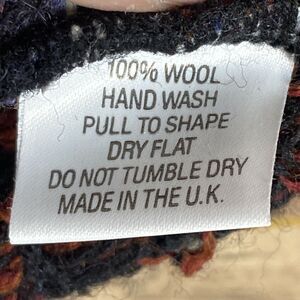 100% WOOL
HAND WASH
PULL TO SHAPE
DRY FLAT
DO NOT TUMBLE DRY
MADE IN THE U.K.